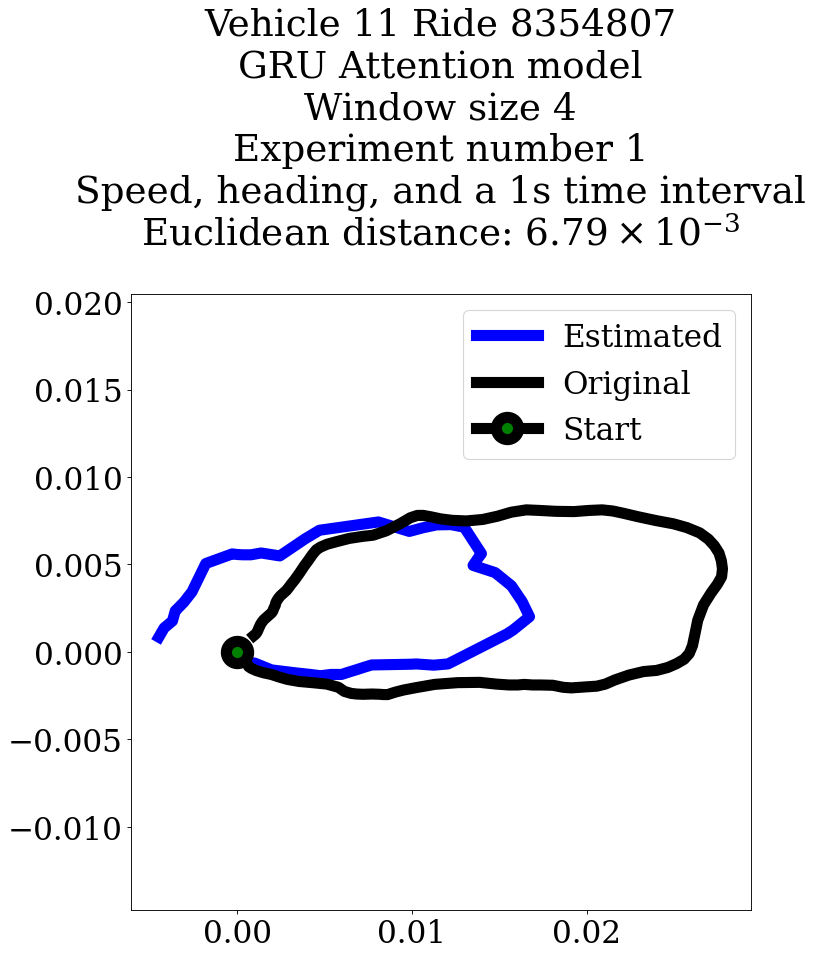 Vehicle 11 Ride 8354807
GRU Attention model
Window size 4
Experiment number 1
Speed, heading, and a 1s time interval
Euclidean distance: 6.79 × 10⁻³
0.020
0.015
0.010
0.005
0.000
−0.005
−0.010
Estimated
Original
Start
0.00 0.01 0.02